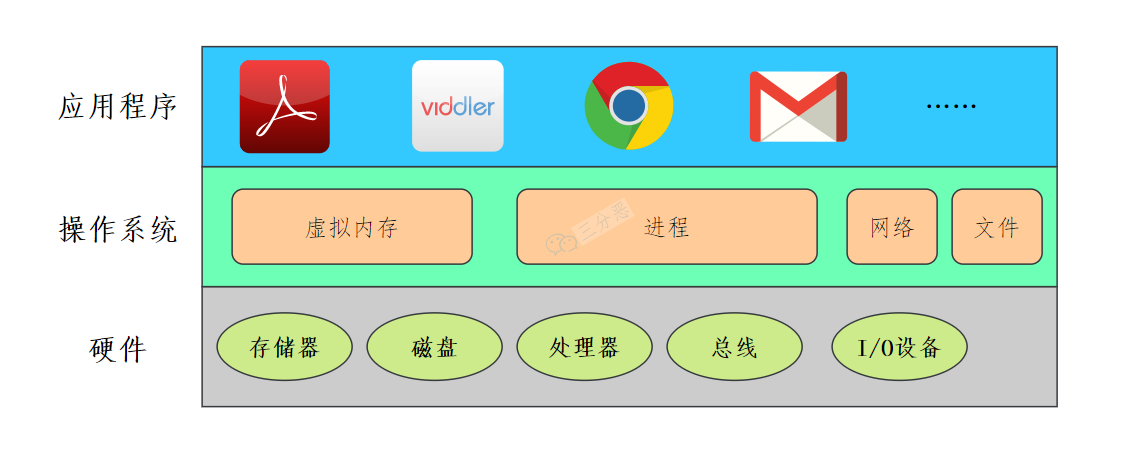 应用程序
viddler
……
操作系统
虚拟内存
进程
三分恶
网络
文件
硬件
存储器
磁盘
处理器
总线
I/O设备